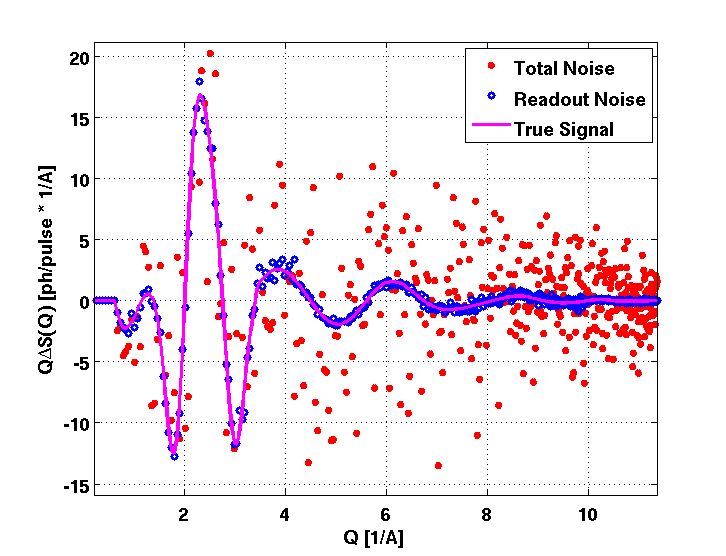 20
15
10
5
0
-5
-10
-15
QΔS(Q) [ph/pulse * 1/A]
Total Noise
Readout Noise
True Signal
2
4
6
8
10
Q [1/A]